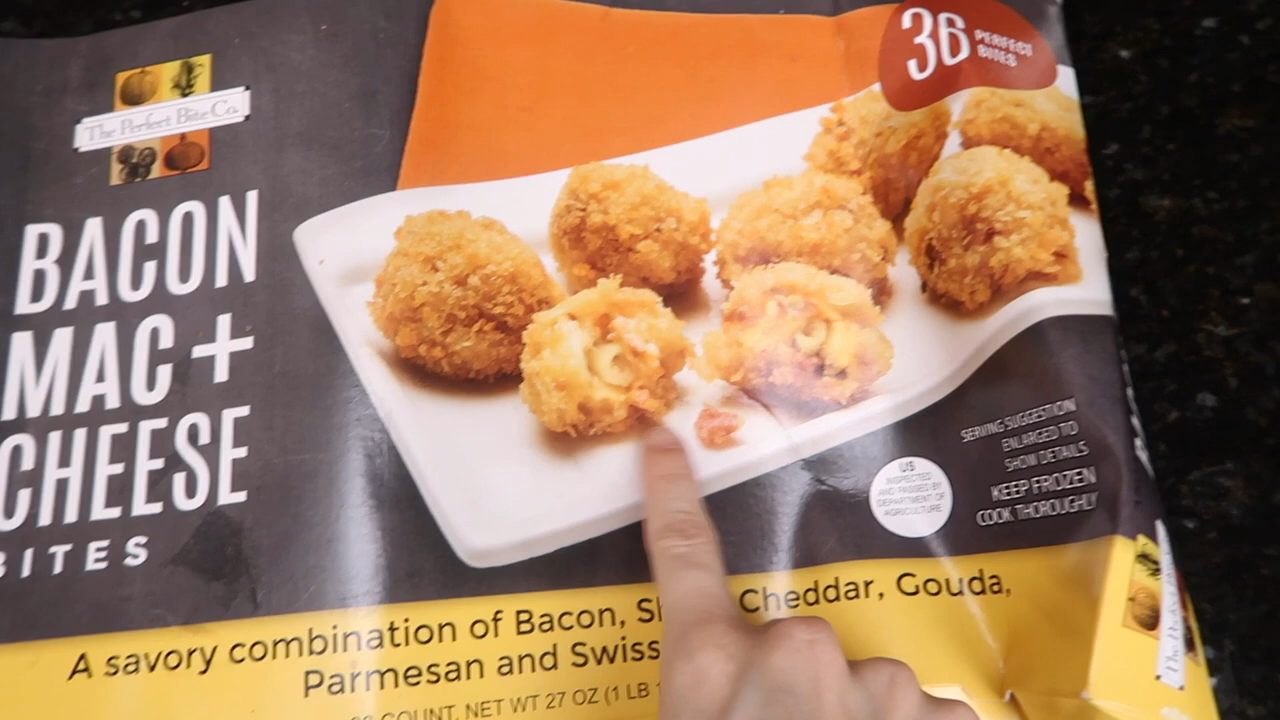 36 PERFECT
BITES
The Perfect Bite Co.
BACON
MAC +
CHEESE
BITES
SERVING SUGGESTION
ENLARGED TO
SHOW DETAILS
KEEP FROZEN
COOK THOROUGHLY
US
INSPECTED
AND PASSED BY
DEPARTMENT OF
AGRICULTURE
A savory combination of Bacon, Cheddar, Gouda,
Parmesan and Swiss
COUNT, NET WT 27 OZ (1 LB